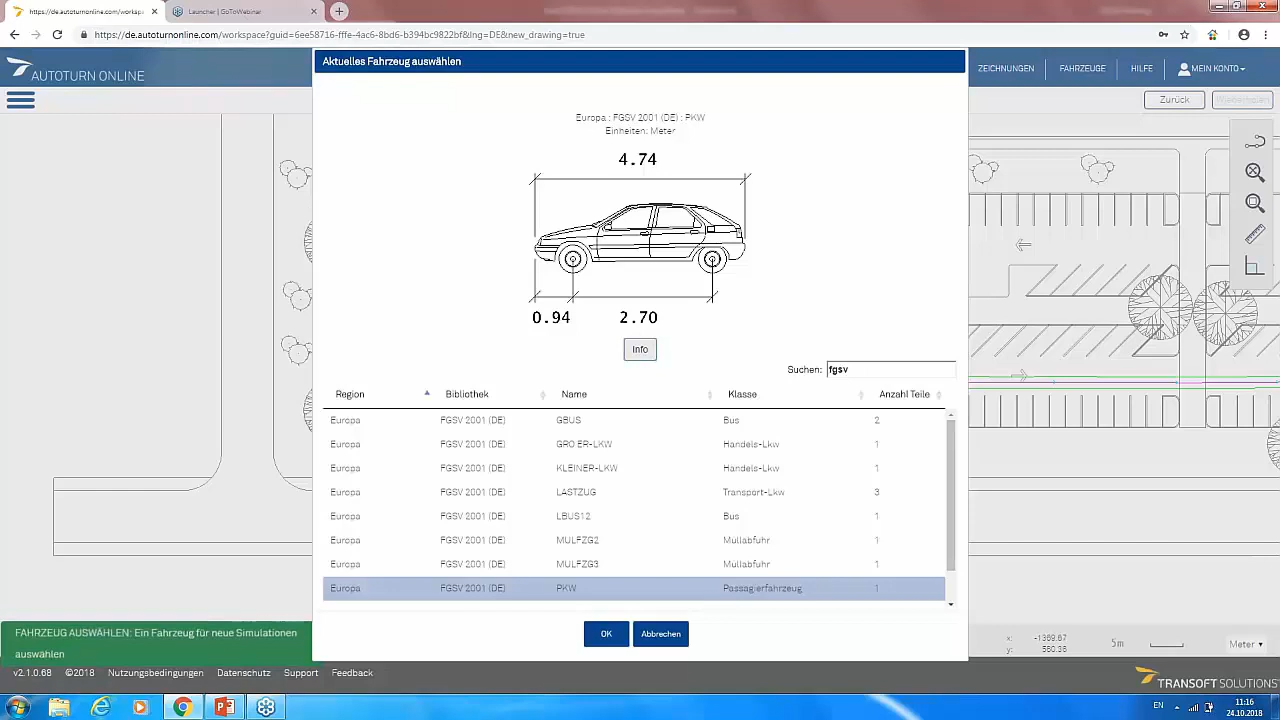 https://de.autoturnonline.com/workspa
Launcher | GoToWebinar
https://de.autoturnonline.com/workspace?guid=6ee58716-fffe-4ac6-8bd6-b394bc9822bf&lng=DE&new_drawing=true
AUTOTURN ONLINE
Aktuelles Fahrzeug auswählen
ZEICHNUNGEN
FAHRZEUGE
HILFE
MEIN KONTO
Zurück
Europa : FGSV 2001 (DE) : PKW
Einheiten: Meter
4.74
0.94 2.70
Info
Suchen: fgsv
Region Bibliothek Name Klasse Anzahl Teile
Europa FGSV 2001 (DE) GBUS Bus 2
Europa FGSV 2001 (DE) GRO ER-LKW Handels-Lkw 1
Europa FGSV 2001 (DE) KLEINER-LKW Handels-Lkw 1
Europa FGSV 2001 (DE) LASTZUG Transport-Lkw 3
Europa FGSV 2001 (DE) LBUS12 Bus 1
Europa FGSV 2001 (DE) MULFZG2 Müllabfuhr 1
Europa FGSV 2001 (DE) MULFZG3 Müllabfuhr 1
Europa FGSV 2001 (DE) PKW Passagierfahrzeug 1
OK Abbrechen
FAHRZEUG AUSWÄHLEN: Ein Fahrzeug für neue Simulationen
auswählen
x: -1369.67
y: 560.36
5m
Meter
v2.1.0.68 ©2018 Nutzungsbedingungen Datenschutz Support Feedback
TRANSOFT SOLUTIONS
EN
11:16
24.10.2018